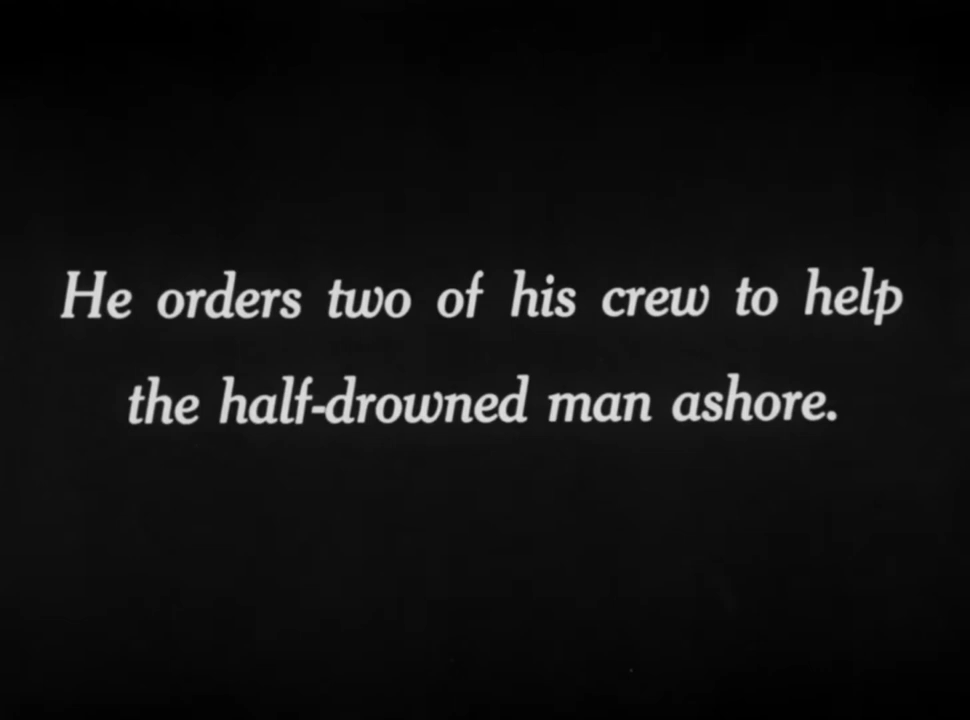 He orders two of his crew to help
the half-drowned man ashore.